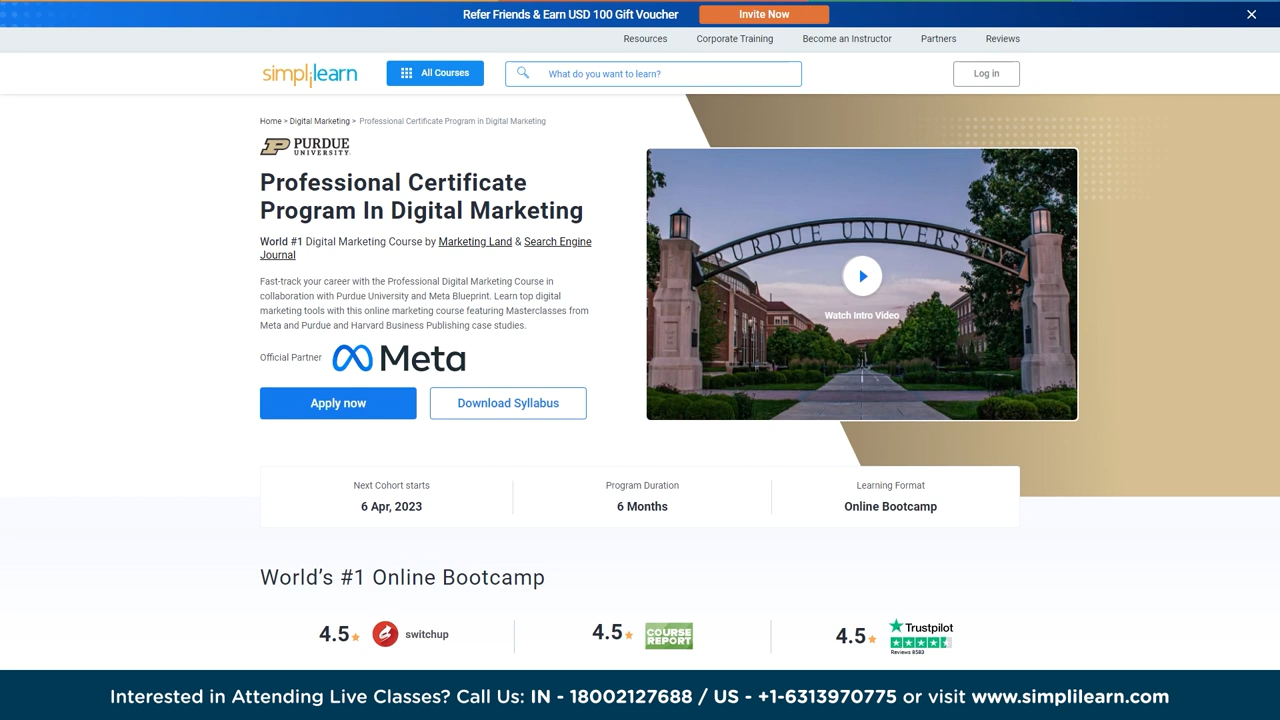 Refer Friends & Earn USD 100 Gift Voucher Invite Now
Resources Corporate Training Become an Instructor Partners Reviews
simplilearn All Courses What do you want to learn? Log in
Home > Digital Marketing > Professional Certificate Program in Digital Marketing
PURDUE
UNIVERSITY
Professional Certificate
Program In Digital Marketing
World #1 Digital Marketing Course by Marketing Land & Search Engine
Journal
Fast-track your career with the Professional Digital Marketing Course in
collaboration with Purdue University and Meta Blueprint. Learn top digital
marketing tools with this online marketing course featuring Masterclasses from
Meta and Purdue and Harvard Business Publishing case studies.
Official Partner Meta
Apply now Download Syllabus
PURDUE UNIVERSITY
Watch Intro Video
Next Cohort starts Program Duration Learning Format
6 Apr, 2023 6 Months Online Bootcamp
World's #1 Online Bootcamp
4.5 switchup 4.5 COURSE REPORT 4.5 Trustpilot
Reviews 8583
Interested in Attending Live Classes? Call Us: IN - 18002127688 / US - +1-6313970775 or visit www.simplilearn.com